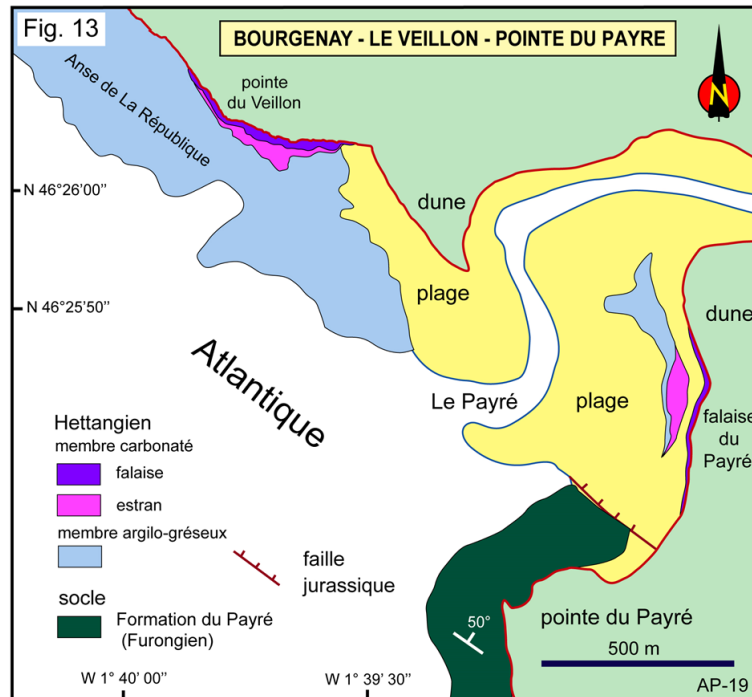 Fig. 13
BOURGENAY - LE VEILLON - POINTE DU PAYRE
N
Anse de La République
pointe
du Veillon
N 46°26'00''
dune
N 46°25'50''
plage
dune
Atlantique
Le Payré
plage
falaise
du
Payré
Hettangien
membre carbonaté
falaise
estran
membre argilo-gréseux
faille
jurassique
socle
Formation du Payré
(Furongien)
50°
pointe du Payré
500 m
W 1° 40' 00''
W 1° 39' 30''
AP-19